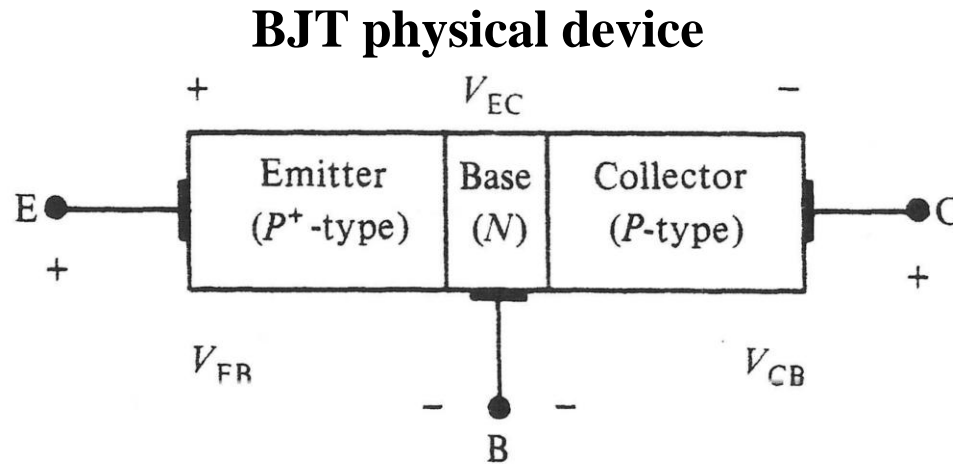 BJT physical device
+ V_EC −
Emitter Base Collector
E (P⁺-type) (N) (P-type) C
+ +
V_EB V_CB
− −
B